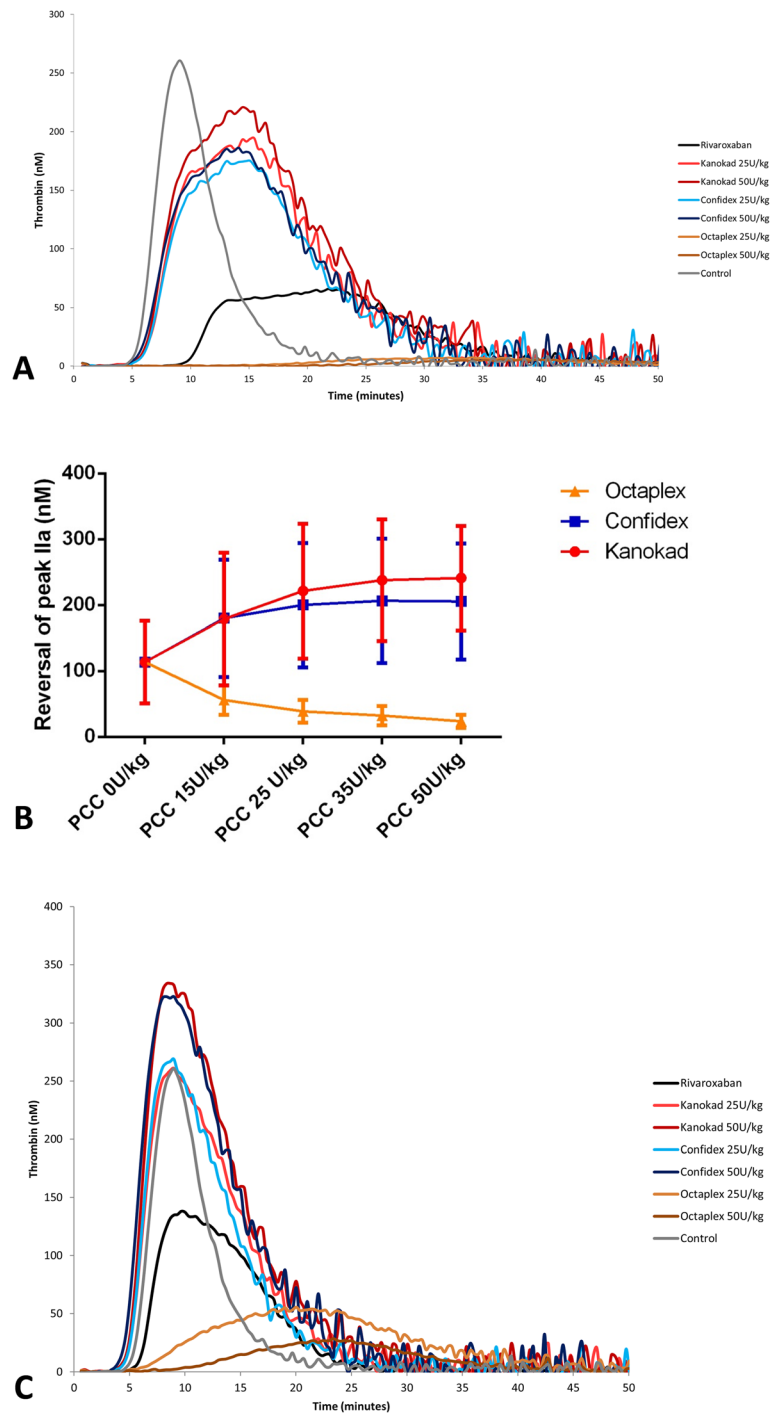 300
250
200
150
100
50
0
Thrombin (nM)
0 5 10 15 20 25 30 35 40 45 50
Time (minutes)
Rivaroxaban
Kanokad 25U/kg
Kanokad 50U/kg
Confidex 25U/kg
Confidex 50U/kg
Octaplex 25U/kg
Octaplex 50U/kg
Control
A
400
300
200
100
0
Reversal of peak IIa (nM)
PCC 0U/kg
PCC 15U/kg
PCC 25 U/kg
PCC 35U/kg
PCC 50U/kg
Octaplex
Confidex
Kanokad
B
400
350
300
250
200
150
100
50
0
Thrombin (nM)
0 5 10 15 20 25 30 35 40 45 50
Time (minutes)
Rivaroxaban
Kanokad 25U/kg
Kanokad 50U/kg
Confidex 25U/kg
Confidex 50U/kg
Octaplex 25U/kg
Octaplex 50U/kg
Control
C